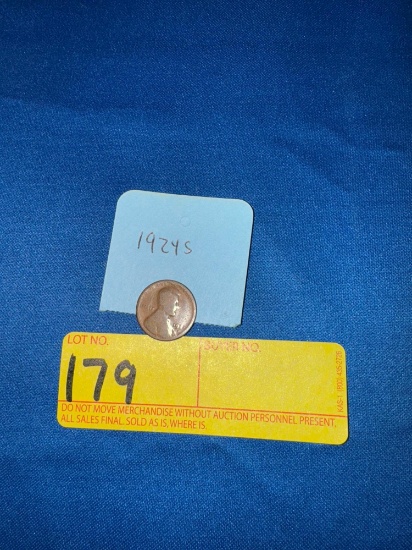 1924s
LOT NO.
179
DO NOT MOVE MERCHANDISE WITHOUT AUCTION PERSONNEL PRESENT.
ALL SALES FINAL. SOLD AS IS, WHERE IS.